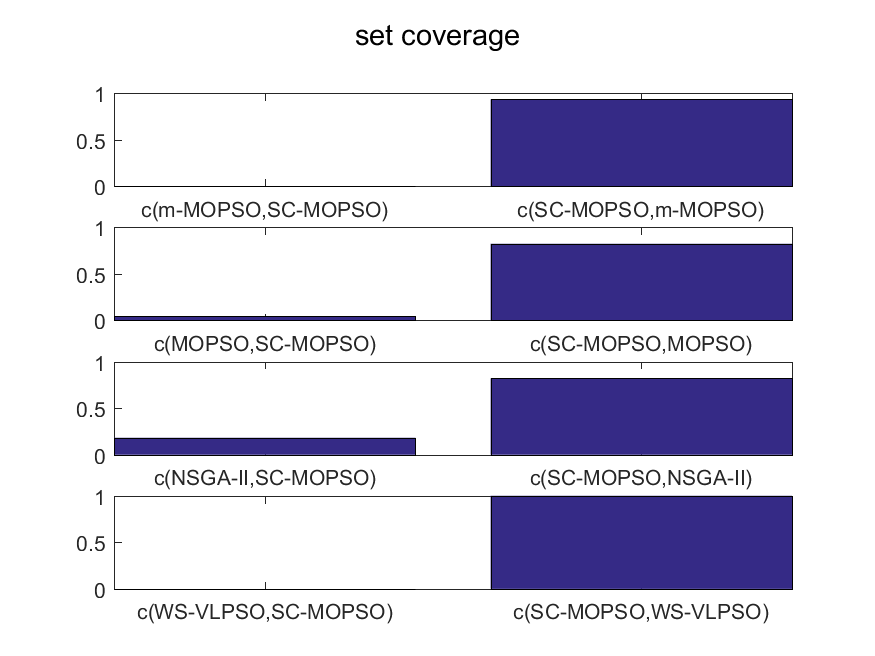 set coverage
1
0.5
0
c(m-MOPSO,SC-MOPSO) c(SC-MOPSO,m-MOPSO)
1
0.5
0
c(MOPSO,SC-MOPSO) c(SC-MOPSO,MOPSO)
1
0.5
0
c(NSGA-II,SC-MOPSO) c(SC-MOPSO,NSGA-II)
1
0.5
0
c(WS-VLPSO,SC-MOPSO) c(SC-MOPSO,WS-VLPSO)